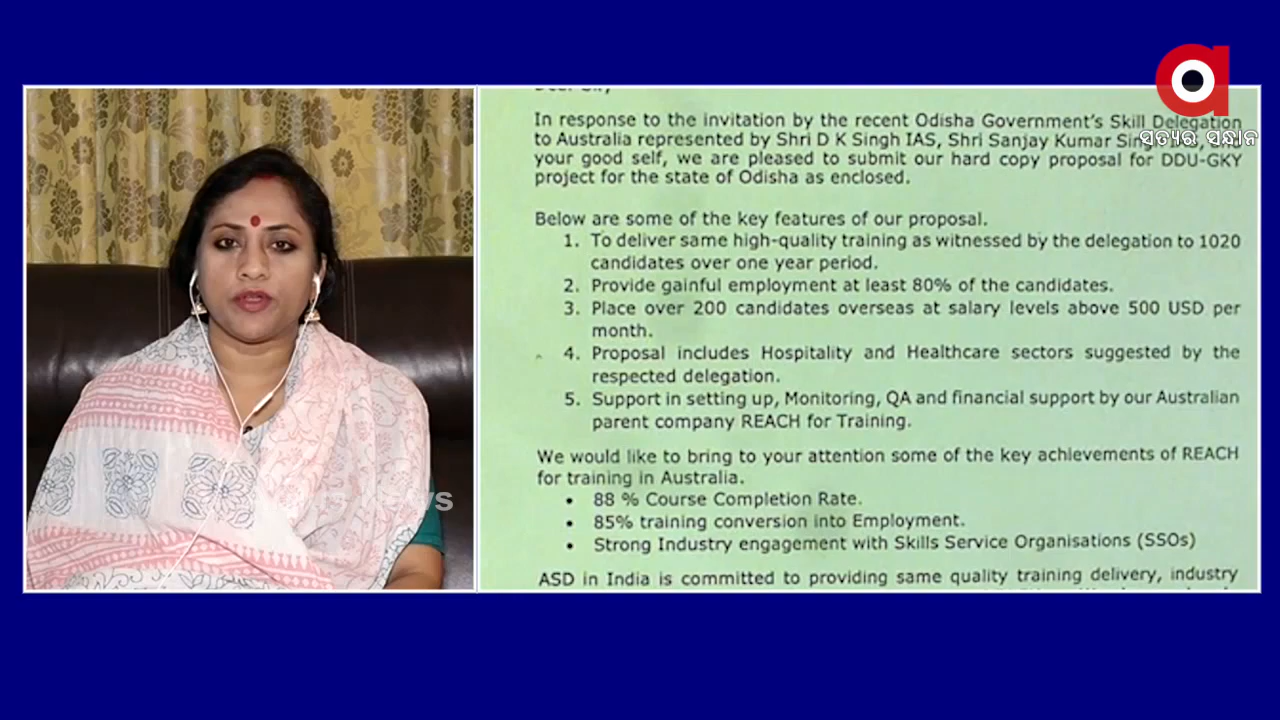 ସତ୍ୟର ସନ୍ଧାନ
In response to the invitation by the recent Odisha Government's Skill Delegation
to Australia represented by Shri D K Singh IAS, Shri Sanjay Kumar
your good self, we are pleased to submit our hard copy proposal for DDU-GKY
project for the state of Odisha as enclosed.
Below are some of the key features of our proposal.
1. To deliver same high-quality training as witnessed by the delegation to 1020
candidates over one year period.
2. Provide gainful employment at least 80% of the candidates.
3. Place over 200 candidates overseas at salary levels above 500 USD per
month.
4. Proposal includes Hospitality and Healthcare sectors suggested by the
respected delegation.
5. Support in setting up, Monitoring, QA and financial support by our Australian
parent company REACH for Training.
We would like to bring to your attention some of the key achievements of REACH
for training in Australia.
• 88 % Course Completion Rate.
• 85% training conversion into Employment.
• Strong Industry engagement with Skills Service Organisations (SSOs)
ASD in India is committed to providing same quality training delivery, industry